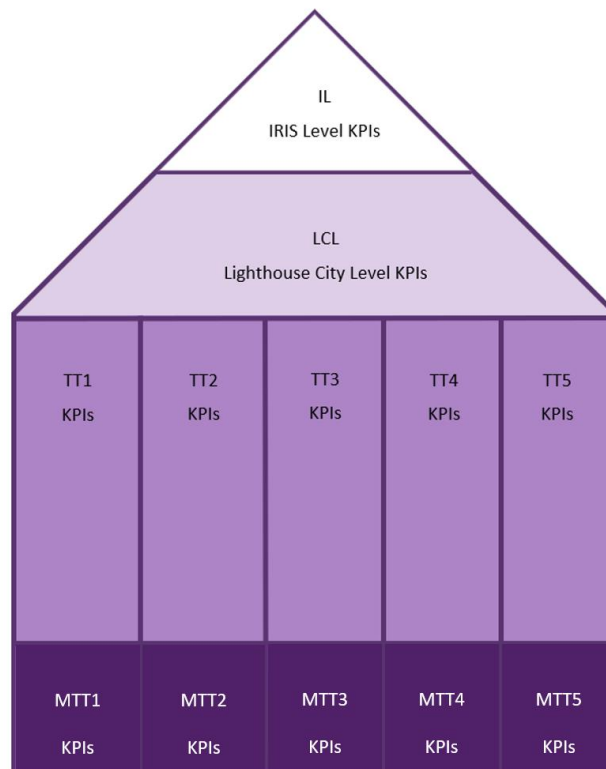 IL
IRIS Level KPIs
LCL
Lighthouse City Level KPIs
TT1
KPIs
TT2
KPIs
TT3
KPIs
TT4
KPIs
TT5
KPIs
MTT1
KPIs
MTT2
KPIs
MTT3
KPIs
MTT4
KPIs
MTT5
KPIs